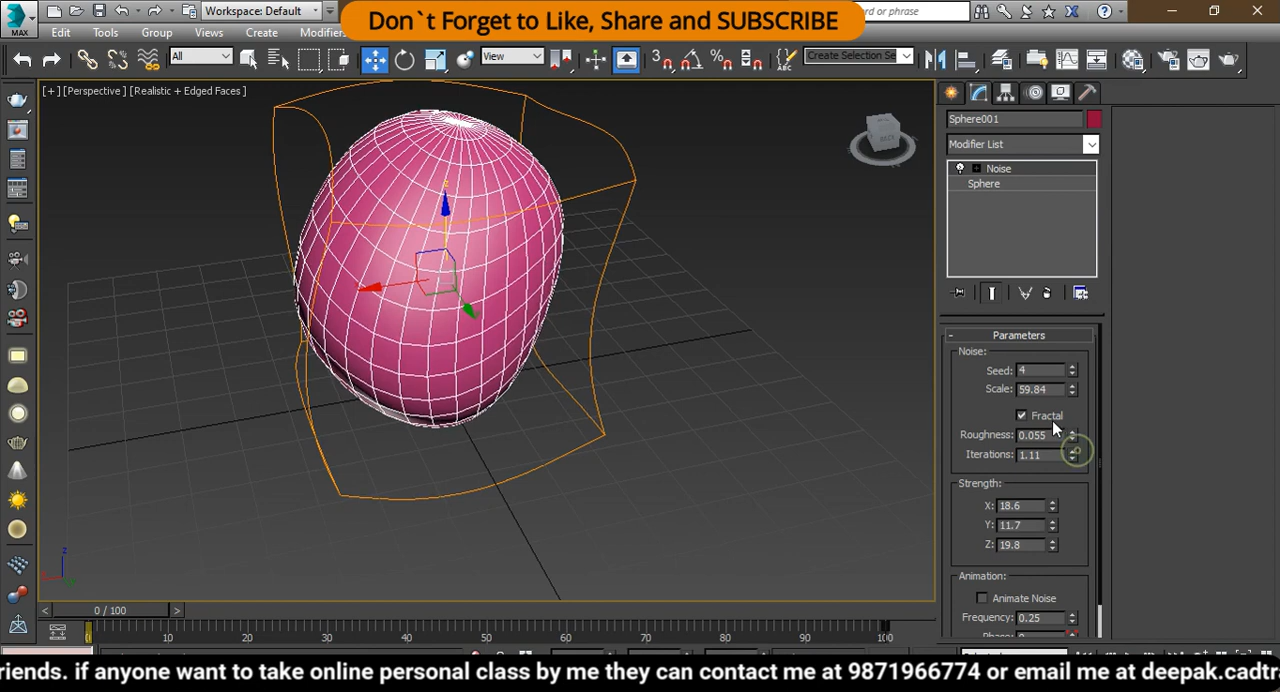 Workspace: Default
Don`t Forget to Like, Share and SUBSCRIBE
or phrase
MAX
Edit Tools Group Views Create Modifiers
All
View
Create Selection Se
[+] [Perspective] [Realistic + Edged Faces]
BACK
Sphere001
Modifier List
Noise
Sphere
Parameters
Noise:
Seed: 4
Scale: 59.84
Fractal
Roughness: 0.055
Iterations: 1.11
Strength:
X: 18.6
Y: 11.7
Z: 19.8
Animation:
Animate Noise
Frequency: 0.25
z
0 / 100
10 20 30 40 50 60 70 80 90 100
friends. if anyone want to take online personal class by me they can contact me at 9871966774 or email me at deepak.cadtr